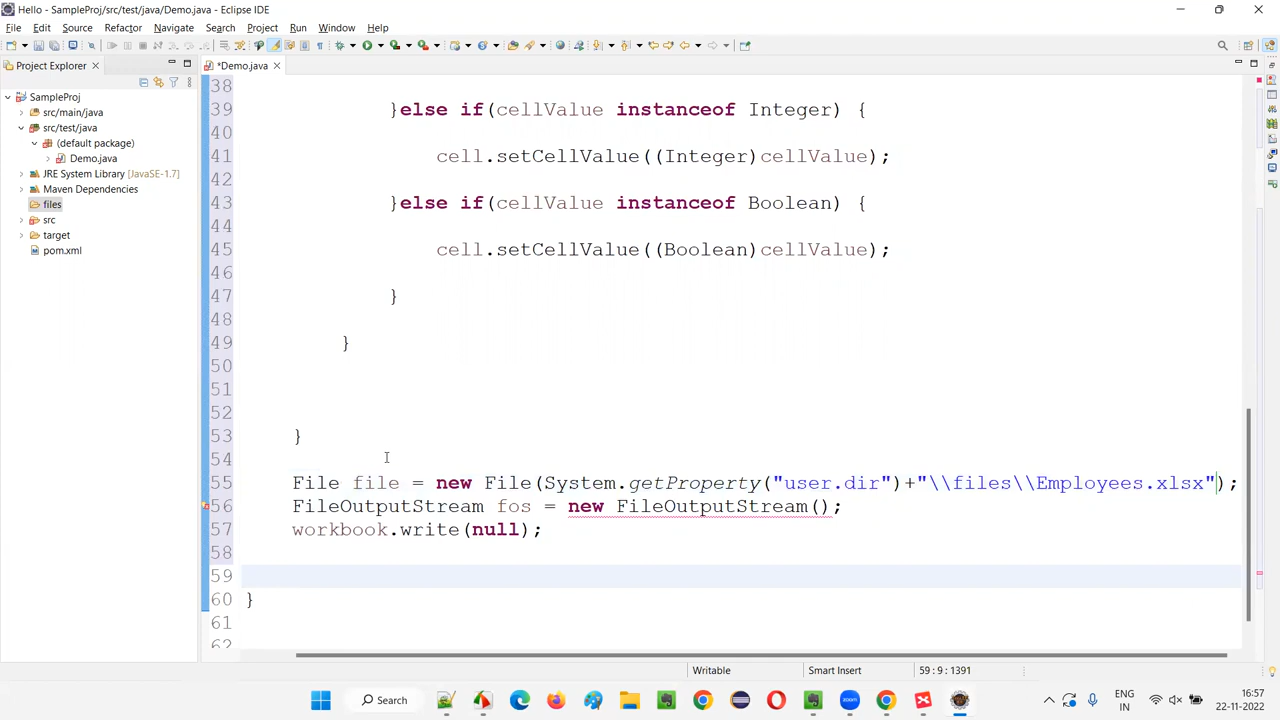 Hello - SampleProj/src/test/java/Demo.java - Eclipse IDE
File Edit Source Refactor Navigate Search Project Run Window Help
Project Explorer
*Demo.java
SampleProj
src/main/java
src/test/java
(default package)
Demo.java
JRE System Library [JavaSE-1.7]
Maven Dependencies
files
src
target
pom.xml
38
39 }else if(cellValue instanceof Integer) {
40
41 cell.setCellValue((Integer)cellValue);
42
43 }else if(cellValue instanceof Boolean) {
44
45 cell.setCellValue((Boolean)cellValue);
46
47 }
48
49 }
50
51
52
53 }
54
55 File file = new File(System.getProperty("user.dir")+"\\files\\Employees.xlsx");
56 FileOutputStream fos = new FileOutputStream();
57 workbook.write(null);
58
59
60 }
61
62
Writable Smart Insert 59 : 9 : 1391
Search
ENG
IN
16:57
22-11-2022